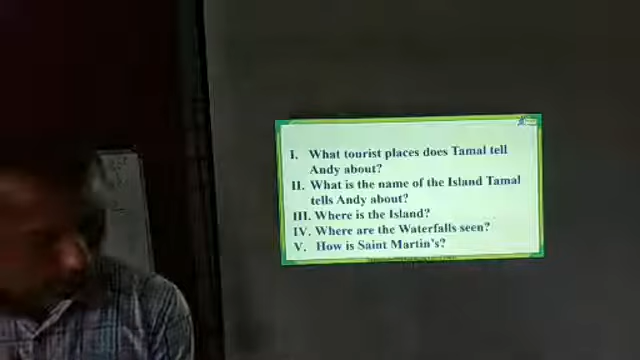 I. What tourist places does Tamal tell
Andy about?
II. What is the name of the Island Tamal
tells Andy about?
III. Where is the Island?
IV. Where are the Waterfalls seen?
V. How is Saint Martin's?